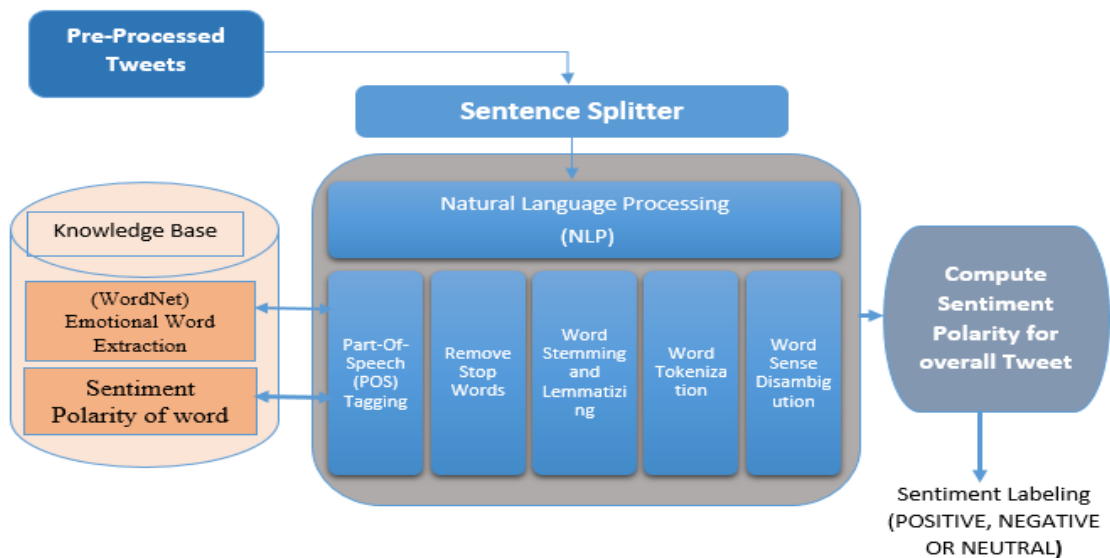 Pre-Processed
Tweets
Sentence Splitter
Natural Language Processing
(NLP)
Knowledge Base
(WordNet)
Emotional Word
Extraction
Sentiment
Polarity of word
Part-Of-
Speech
(POS)
Tagging
Remove
Stop
Words
Word
Stemming
and
Lemmatizi
ng
Word
Tokeniza
tion
Word
Sense
Disambig
ution
Compute
Sentiment
Polarity for
overall Tweet
Sentiment Labeling
(POSITIVE, NEGATIVE
OR NEUTRAL)